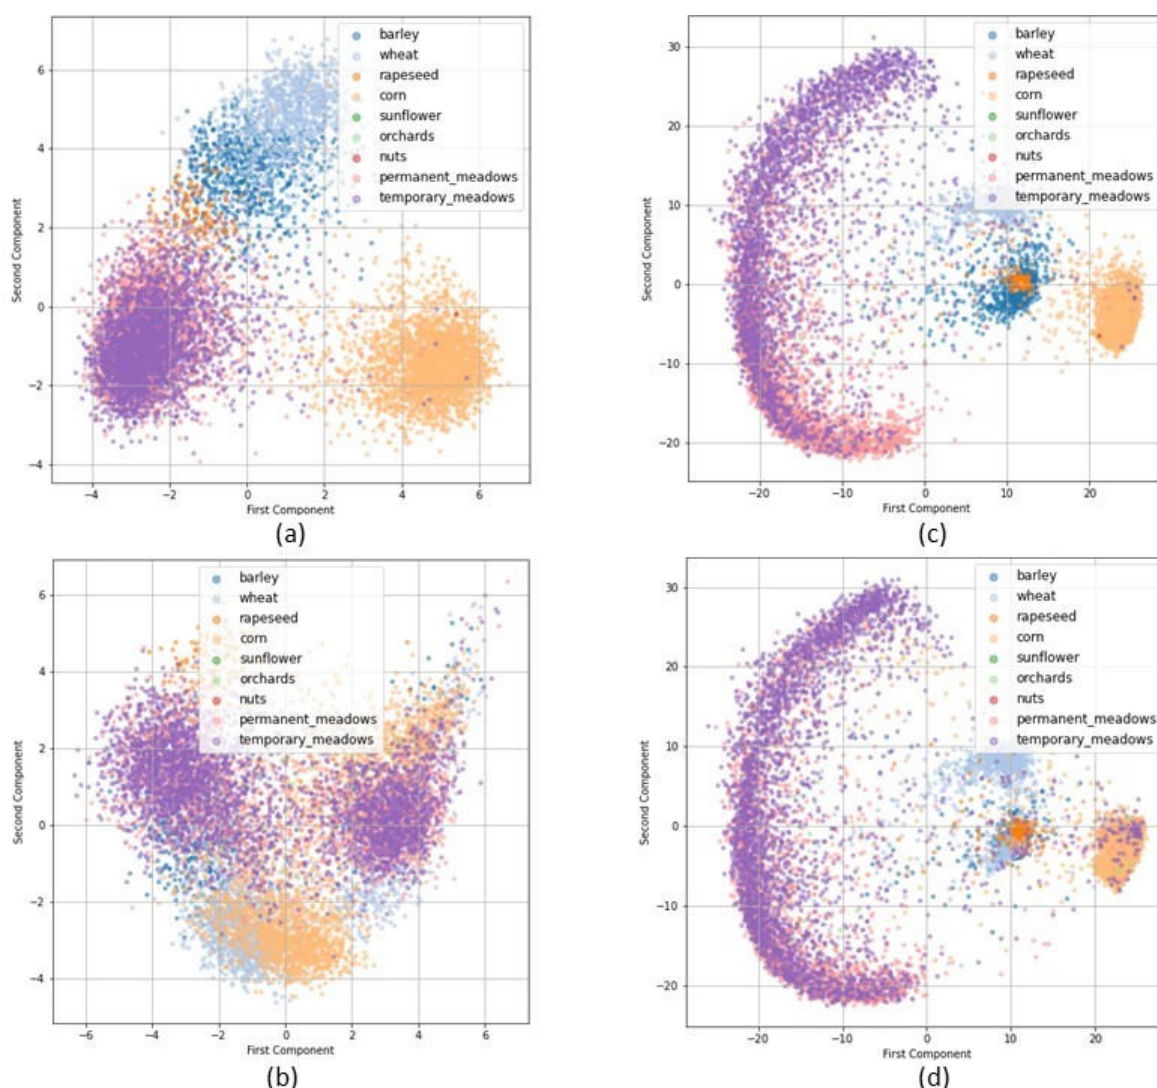 6
4
2
0
−2
−4
Second Component
barley
wheat
rapeseed
corn
sunflower
orchards
nuts
permanent_meadows
temporary_meadows
−4 −2 0 2 4 6
First Component
(a)
30
20
10
0
−10
−20
Second Component
barley
wheat
rapeseed
corn
sunflower
orchards
nuts
permanent_meadows
temporary_meadows
−20 −10 0 10 20
First Component
(c)
6
4
2
0
−2
−4
Second Component
barley
wheat
rapeseed
corn
sunflower
orchards
nuts
permanent_meadows
temporary_meadows
−6 −4 −2 0 2 4 6
First Component
(b)
30
20
10
0
−10
−20
Second Component
barley
wheat
rapeseed
corn
sunflower
orchards
nuts
permanent_meadows
temporary_meadows
−20 −10 0 10 20
First Component
(d)